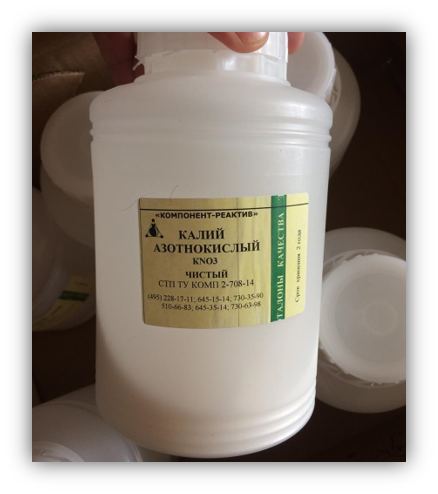 «КОМПОНЕНТ-РЕАКТИВ»
КАЛИЙ
АЗОТНОКИСЛЫЙ
KNO3
ЧИСТЫЙ
СТП ТУ КОМП 2-708-14
(495) 228-17-11; 645-15-14; 730-35-90
510-66-83; 645-35-14; 730-63-98
ТАЛОНЫ КАЧЕСТВА
Срок хранения 2 года